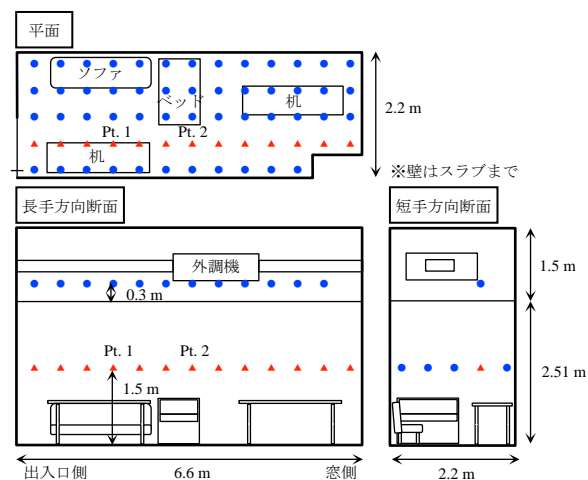 平面
ソファ
ベッド
机
Pt. 1
Pt. 2
机
2.2 m
※壁はスラブまで
長手方向断面
短手方向断面
外調機
0.3 m
1.5 m
Pt. 1
Pt. 2
1.5 m
2.51 m
出入口側
6.6 m
窓側
2.2 m